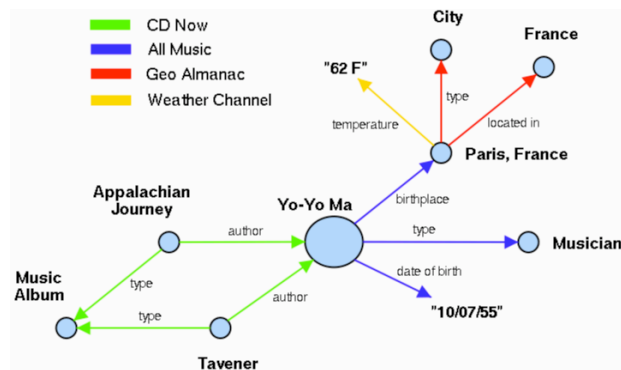 CD Now
All Music
Geo Almanac
Weather Channel
City
France
"62 F"
type
temperature
located in
Paris, France
Appalachian
Journey
Yo-Yo Ma
birthplace
author
type
Musician
Music
Album
type
date of birth
type
author
"10/07/55"
Tavener